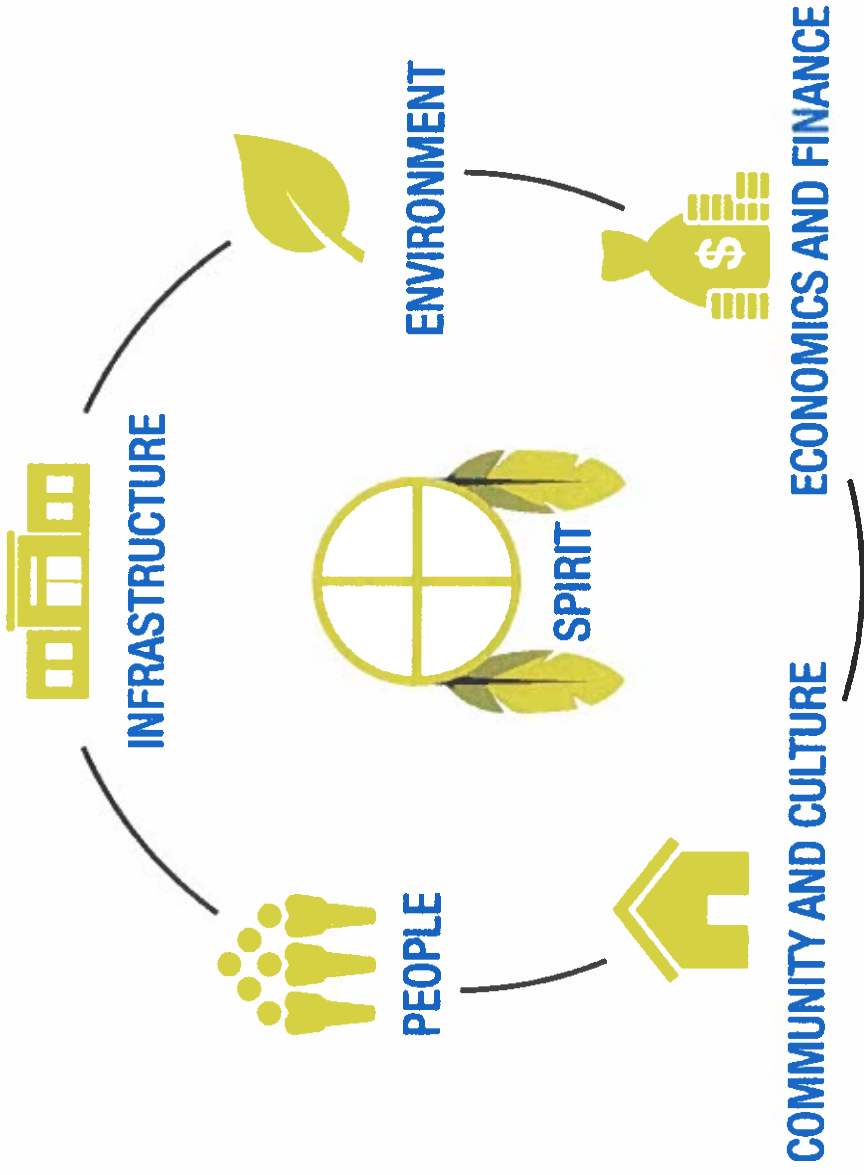 INFRASTRUCTURE
PEOPLE
ENVIRONMENT
SPIRIT
$
COMMUNITY AND CULTURE
ECONOMICS AND FINANCE